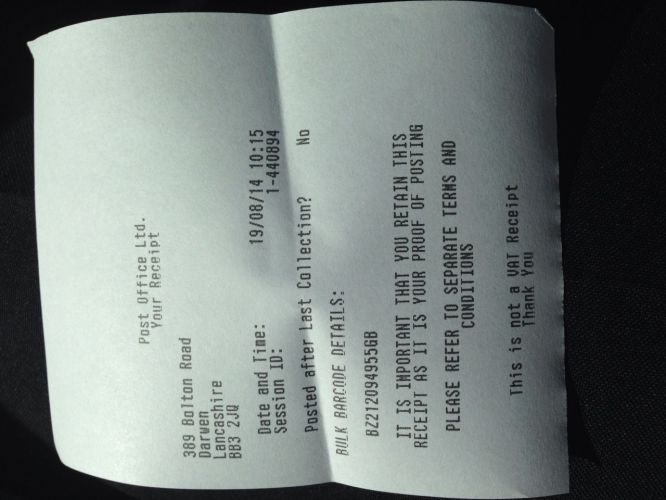 Post Office Ltd.
Your Receipt
389 Bolton Road
Darwen
Lancashire
BB3 2JQ
Date and Time: 19/08/14 10:15
Session ID: 1-440894
Posted after Last Collection? No
BULK BARCODE DETAILS:
BZ212094955GB
IT IS IMPORTANT THAT YOU RETAIN THIS
RECEIPT AS IT IS YOUR PROOF OF POSTING
PLEASE REFER TO SEPARATE TERMS AND
CONDITIONS
This is not a VAT Receipt
Thank You